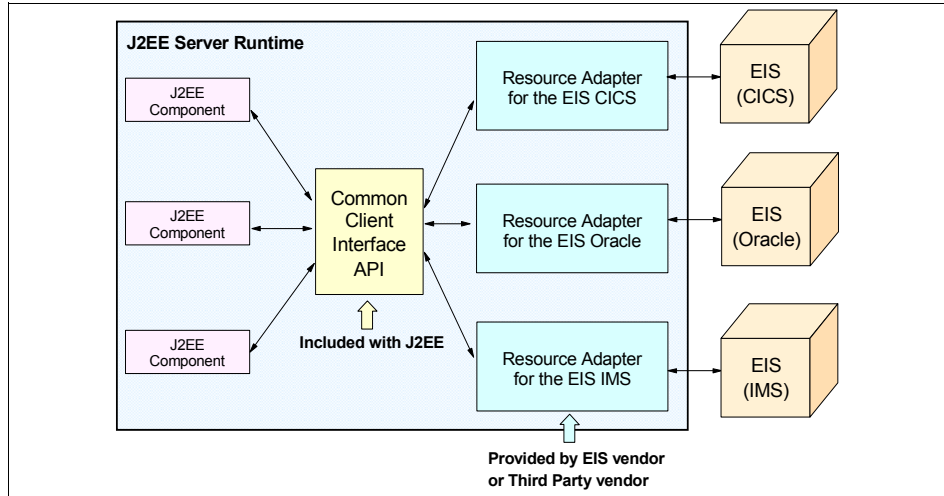 J2EE Server Runtime
J2EE
Component
J2EE
Component
J2EE
Component
Common
Client
Interface
API
Included with J2EE
Resource Adapter
for the EIS CICS
Resource Adapter
for the EIS Oracle
Resource Adapter
for the EIS IMS
Provided by EIS vendor
or Third Party vendor
EIS
(CICS)
EIS
(Oracle)
EIS
(IMS)